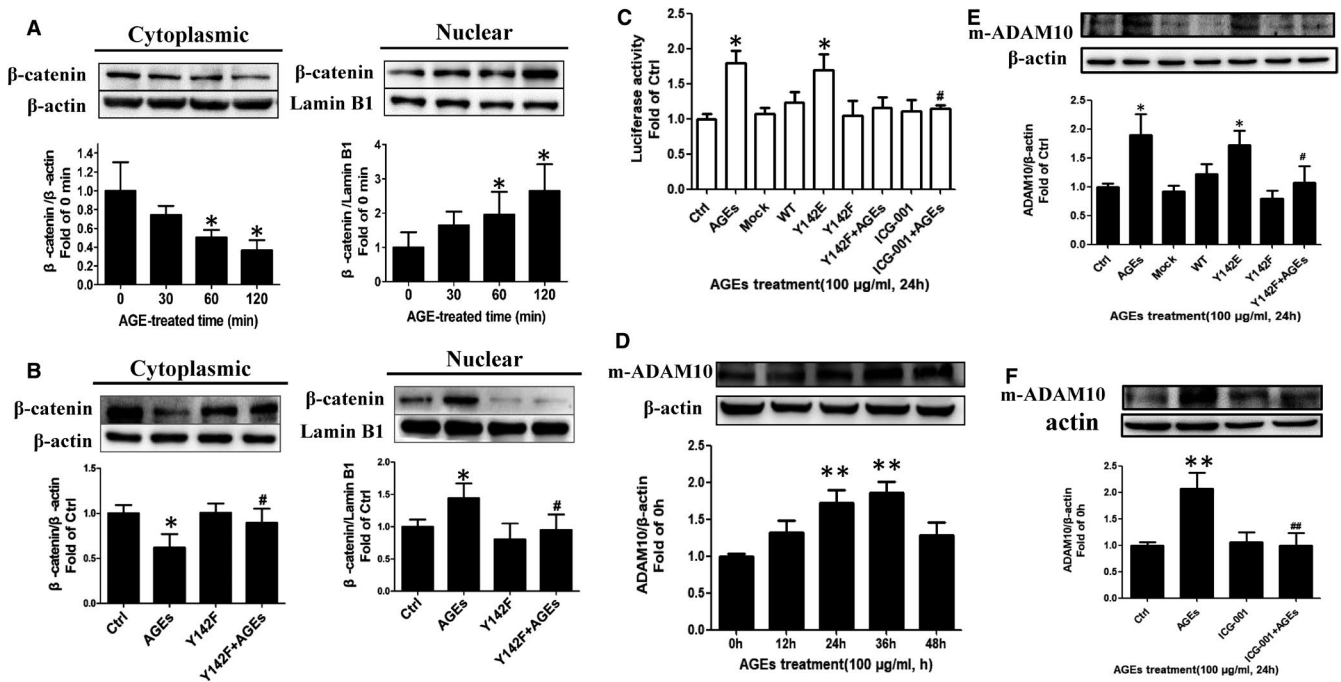 A
Cytoplasmic
β-catenin
β-actin
β -catenin /β -actin
Fold of 0 min
1.4
1.2
1.0
0.8
0.6
0.4
0.2
0.0
*
*
0 30 60 120
AGE-treated time (min)
Nuclear
β-catenin
Lamin B1
β -catenin /Lamin B1
Fold of 0 min
4
3
2
1
0
*
*
0 30 60 120
AGE-treated time (min)
B
Cytoplasmic
β-catenin
β-actin
β -catenin/β -actin
Fold of Ctrl
1.5
1.0
0.5
0.0
*
#
Ctrl AGEs Y142F Y142F+AGEs
Nuclear
β-catenin
Lamin B1
β -catenin/Lamin B1
Fold of Ctrl
2.0
1.5
1.0
0.5
0.0
*
#
Ctrl AGEs Y142F Y142F+AGEs
C
Luciferase activity
Fold of Ctrl
2.5
2.0
1.5
1.0
0.5
0.0
*
*
#
Ctrl AGEs Mock WT Y142E Y142F Y142F+AGEs ICG-001 ICG-001+AGEs
AGEs treatment(100 μg/ml, 24h)
D
m-ADAM10
β-actin
ADAM10/β-actin
Fold of 0h
2.5
2.0
1.5
1.0
0.5
0.0
**
**
0h 12h 24h 36h 48h
AGEs treatment(100 μg/ml, h)
E
m-ADAM10
β-actin
ADAM10/β-actin
Fold of Ctrl
2.5
2.0
1.5
1.0
0.5
0.0
*
*
#
Ctrl AGEs Mock WT Y142E Y142F Y142F+AGEs
AGEs treatment(100 μg/ml, 24h)
F
m-ADAM10
actin
ADAM10/β-actin
Fold of 0h
2.5
2.0
1.5
1.0
0.5
0.0
**
##
Ctrl AGEs ICG-001 ICG-001+AGEs
AGEs treatment(100 μg/ml, 24h)